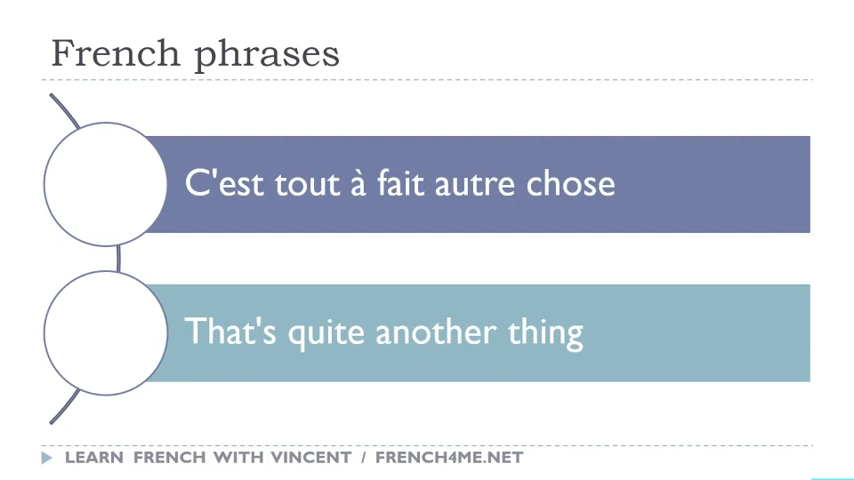 French phrases
C'est tout à fait autre chose
That's quite another thing
LEARN FRENCH WITH VINCENT / FRENCH4ME.NET